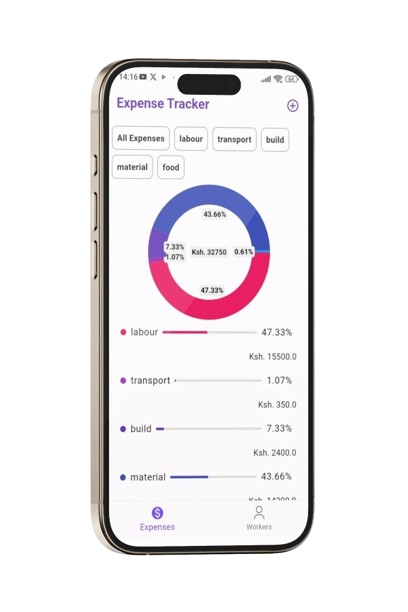 14:16
Expense Tracker
All Expenses labour transport build
material food
43.66%
7.33% Ksh. 32750 0.61%
1.07%
47.33%
labour 47.33%
Ksh. 15500.0
transport 1.07%
Ksh. 350.0
build 7.33%
Ksh. 2400.0
material 43.66%
Expenses Workers